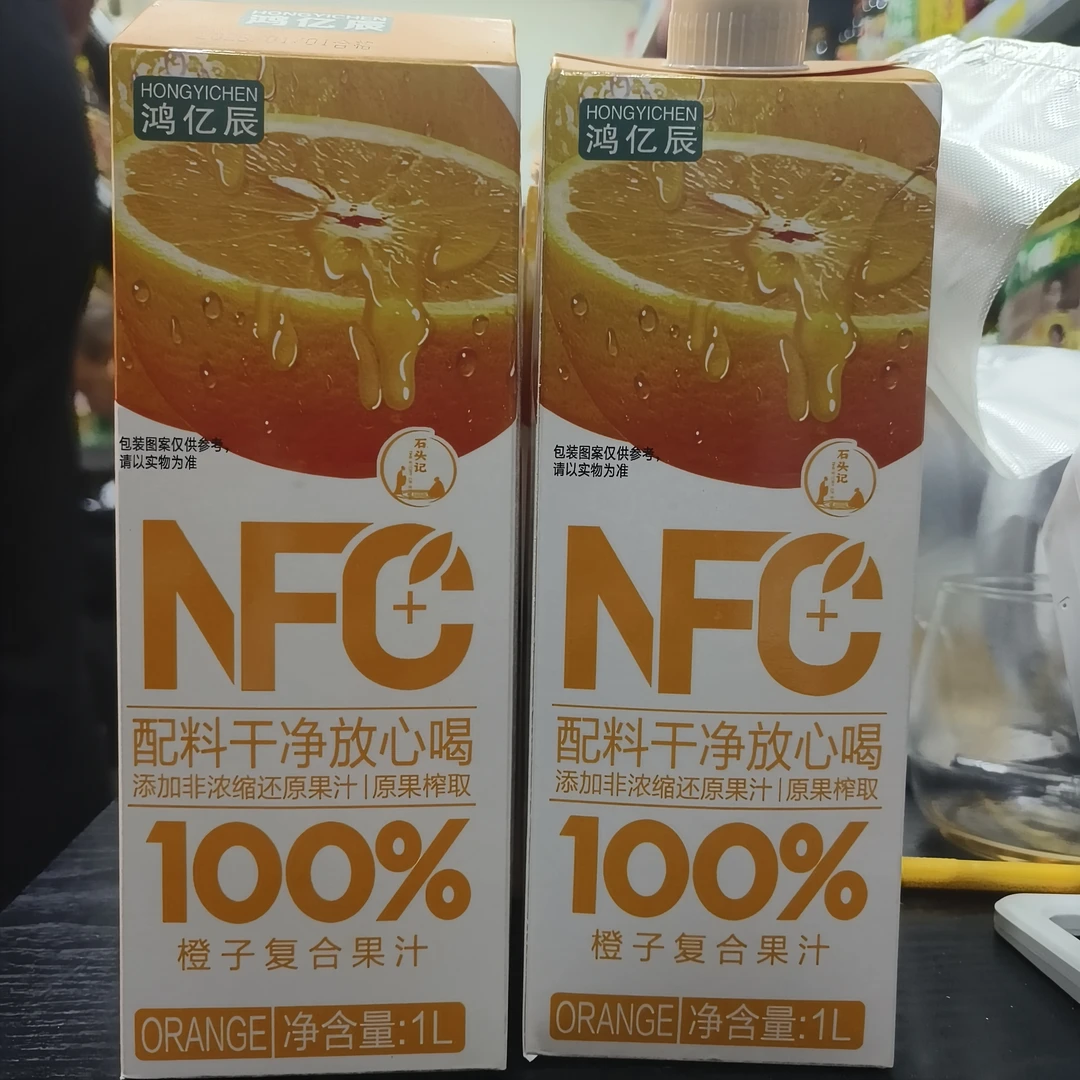 HONGYICHEN
鸿亿辰
包装图案仅供参考,
请以实物为准
石头记
NFC+
配料干净放心喝
添加非浓缩还原果汁|原果榨取
100%
橙子复合果汁
ORANGE|净含量:1L
HONGYICHEN
鸿亿辰
包装图案仅供参考,
请以实物为准
石头记
NFC+
配料干净放心喝
添加非浓缩还原果汁|原果榨取
100%
橙子复合果汁
ORANGE|净含量:1L